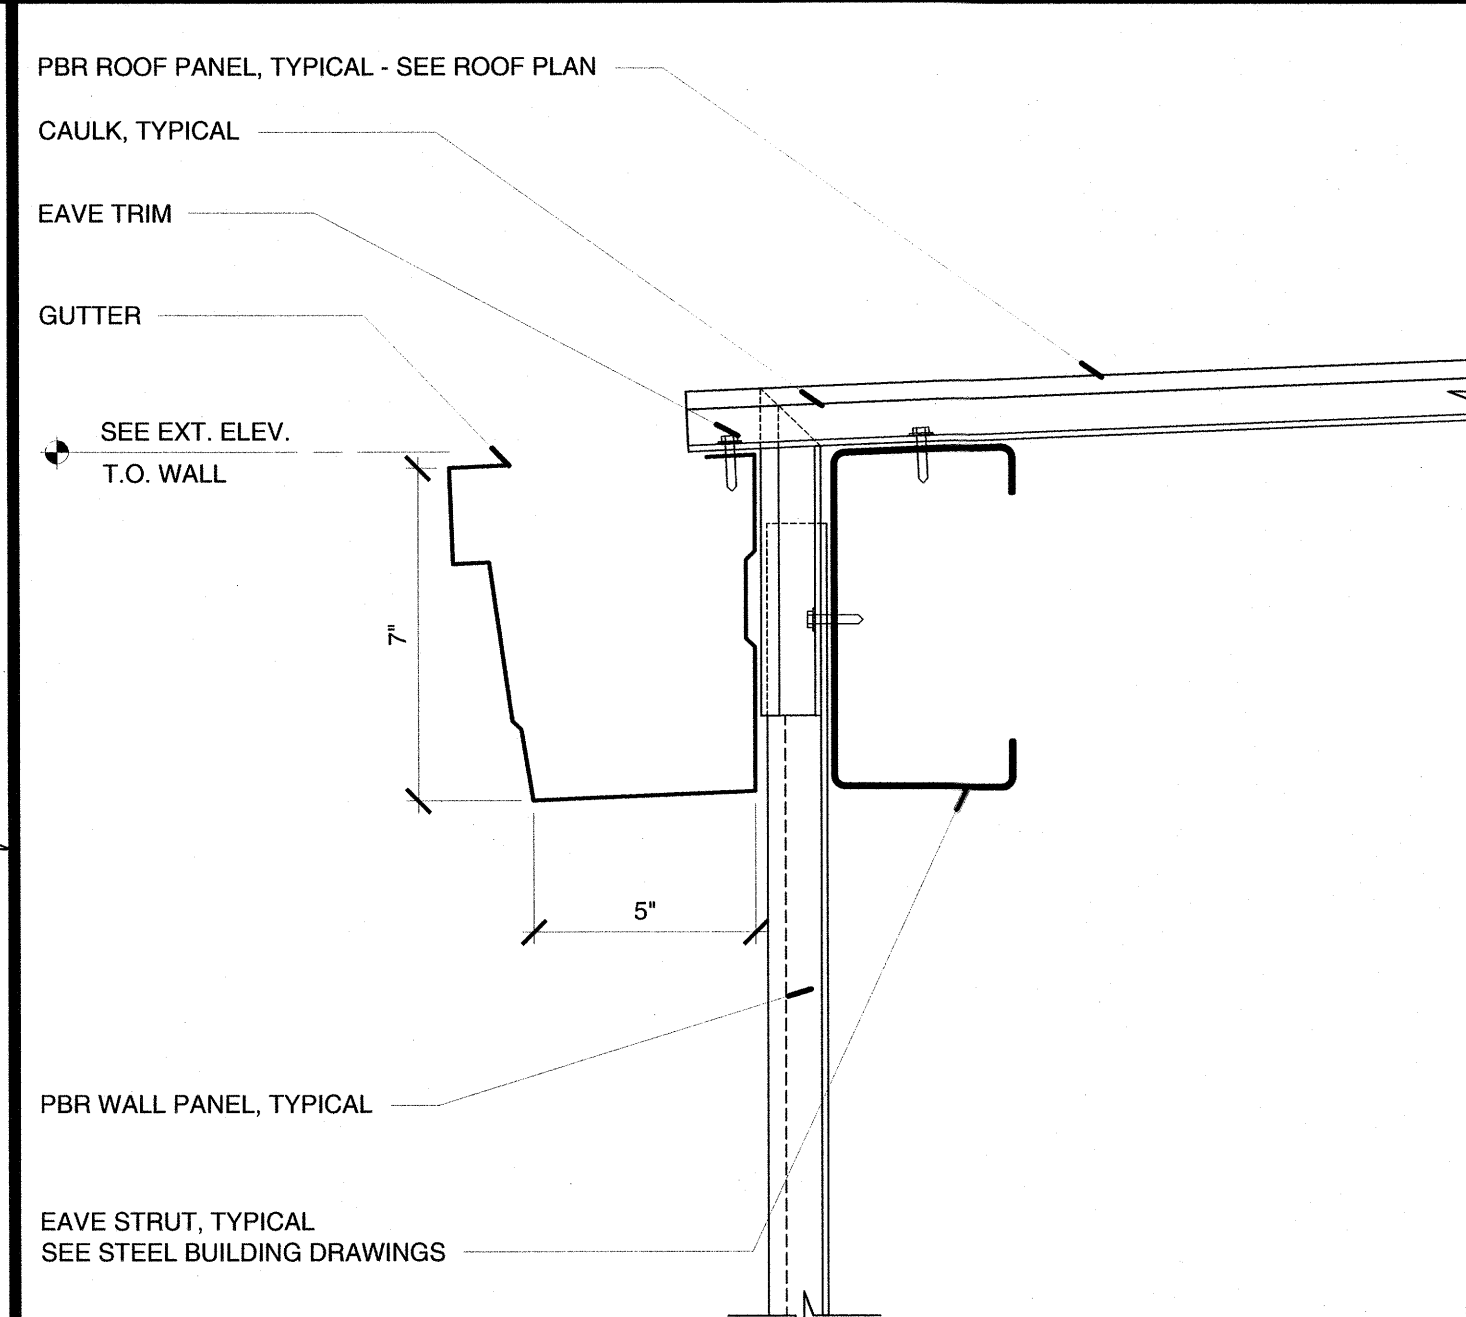 PBR ROOF PANEL, TYPICAL - SEE ROOF PLAN
CAULK, TYPICAL
EAVE TRIM
GUTTER
SEE EXT. ELEV.
T.O. WALL
7"
5"
PBR WALL PANEL, TYPICAL
EAVE STRUT, TYPICAL
SEE STEEL BUILDING DRAWINGS